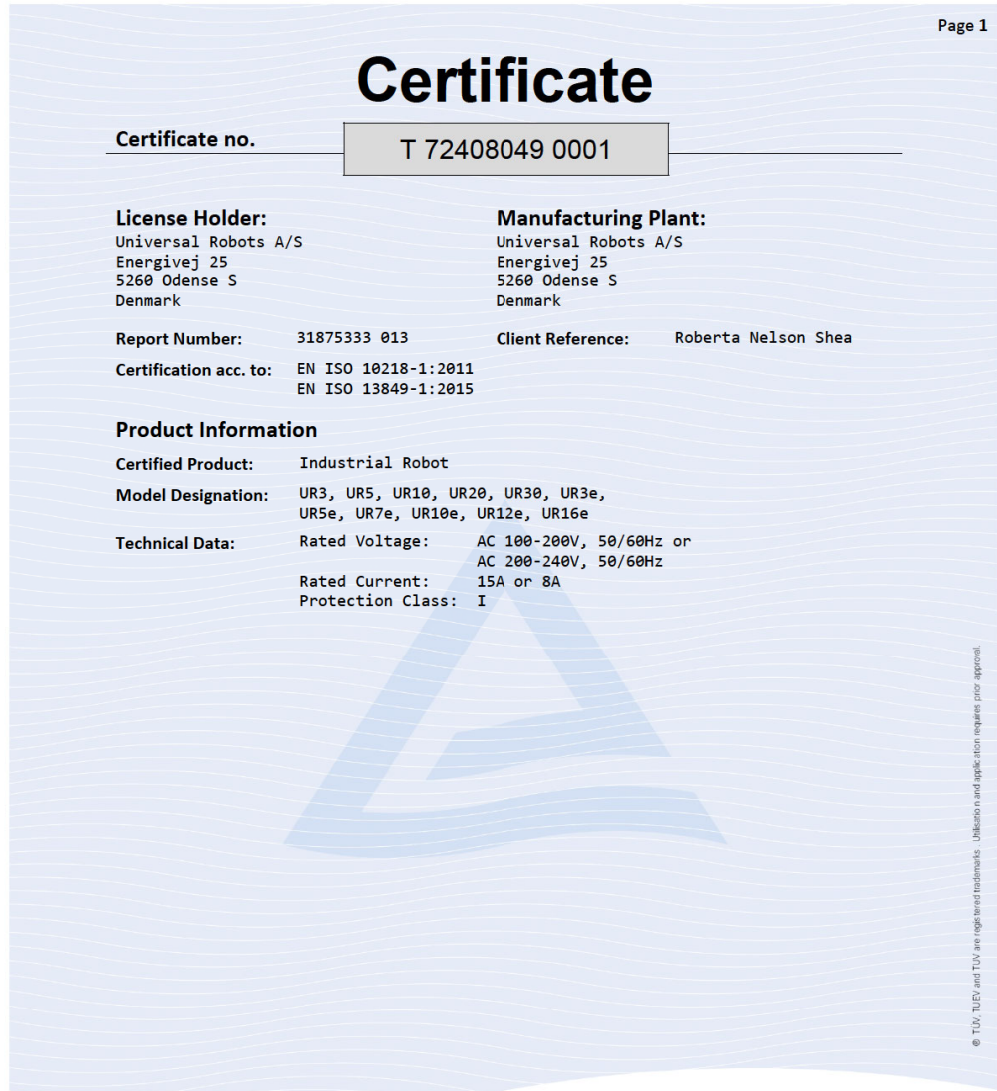 Page 1
Certificate
Certificate no.
T 72408049 0001
License Holder:
Universal Robots A/S
Energivej 25
5260 Odense S
Denmark
Manufacturing Plant:
Universal Robots A/S
Energivej 25
5260 Odense S
Denmark
Report Number: 31875333 013
Client Reference: Roberta Nelson Shea
Certification acc. to: EN ISO 10218-1:2011
EN ISO 13849-1:2015
Product Information
Certified Product: Industrial Robot
Model Designation: UR3, UR5, UR10, UR20, UR30, UR3e,
UR5e, UR7e, UR10e, UR12e, UR16e
Technical Data: Rated Voltage: AC 100-200V, 50/60Hz or
AC 200-240V, 50/60Hz
Rated Current: 15A or 8A
Protection Class: I
® TÜV, TUEV and TUV are registered trademarks. Utilisation and application requires prior approval.